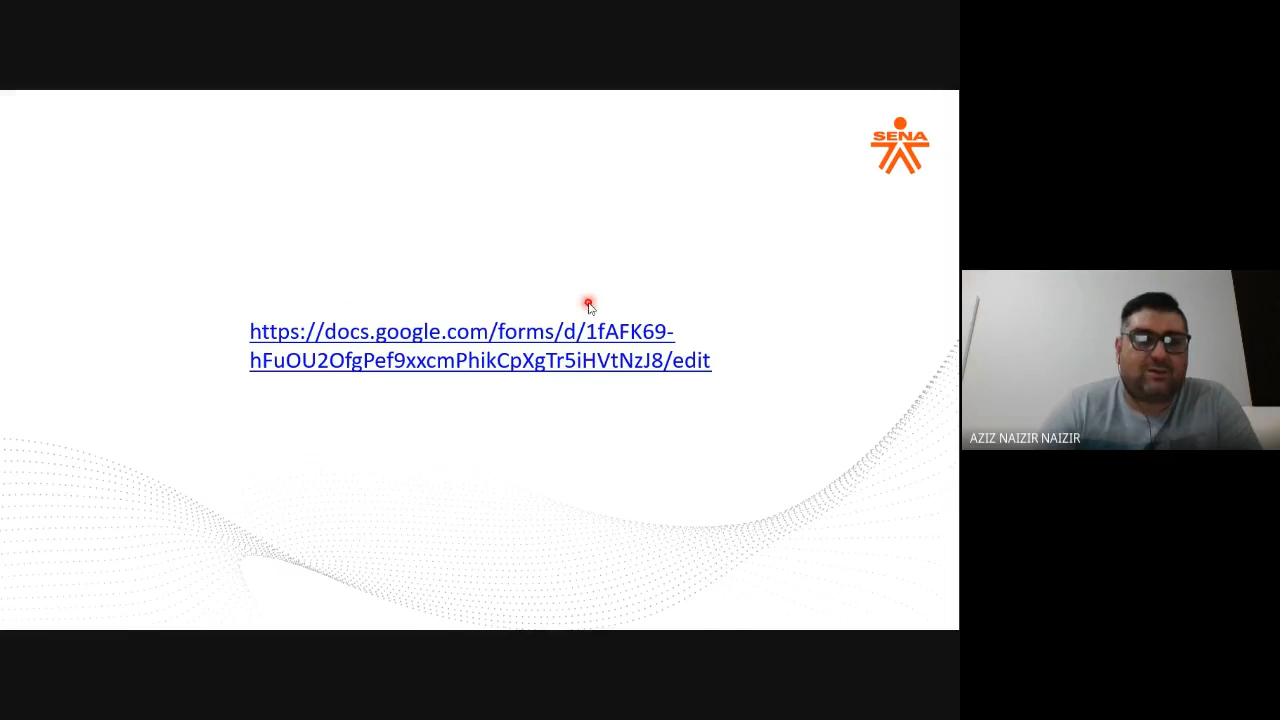 SENA
https://docs.google.com/forms/d/1fAFK69-
hFuOU2OfgPef9xxcmPhikCpXgTr5iHVtNzJ8/edit
AZIZ NAIZIR NAIZIR